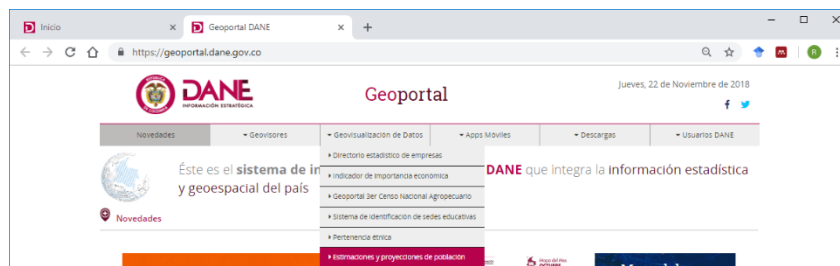 Inicio
Geoportal DANE
https://geoportal.dane.gov.co
R
DANE
INFORMACIÓN ESTRATÉGICA
Geoportal
Jueves, 22 de Noviembre de 2018
Novedades
Geovisores
Geovisualización de Datos
Apps Móviles
Descargas
Usuarios DANE
Directorio estadístico de empresas
Indicador de importancia económica
Geoportal 3er Censo Nacional Agropecuario
Sistema de identificación de sedes educativas
Pertenencia étnica
Estimaciones y proyecciones de población
Éste es el sistema de in
DANE que integra la información estadística
y geoespacial del país
Novedades